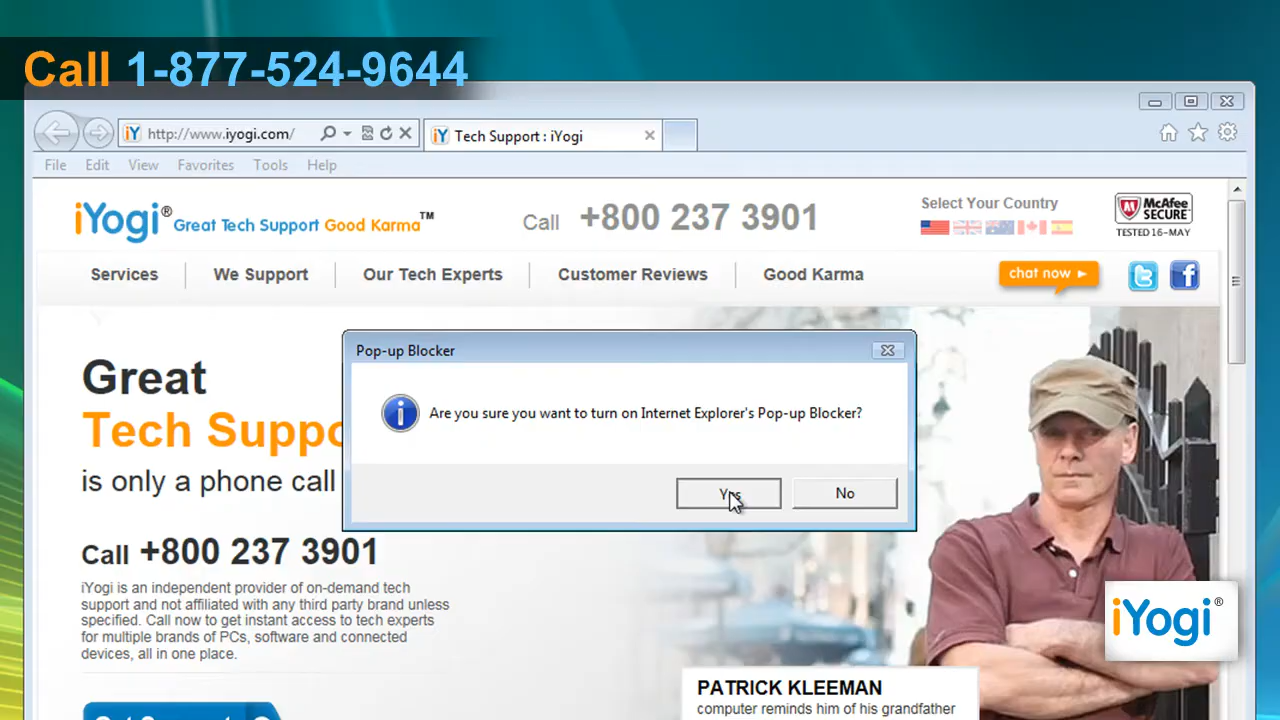 Call 1-877-524-9644
http://www.iyogi.com/
Tech Support : iYogi
File Edit View Favorites Tools Help
iYogi® Great Tech Support Good Karma™
Call +800 237 3901
Select Your Country
McAfee
SECURE
TESTED 16-MAY
Services We Support Our Tech Experts Customer Reviews Good Karma
chat now
Pop-up Blocker
Are you sure you want to turn on Internet Explorer's Pop-up Blocker?
Yes No
Great
Tech Suppo
is only a phone call
Call +800 237 3901
iYogi is an independent provider of on-demand tech
support and not affiliated with any third party brand unless
specified. Call now to get instant access to tech experts
for multiple brands of PCs, software and connected
devices, all in one place.
iYogi®
PATRICK KLEEMAN
computer reminds him of his grandfather